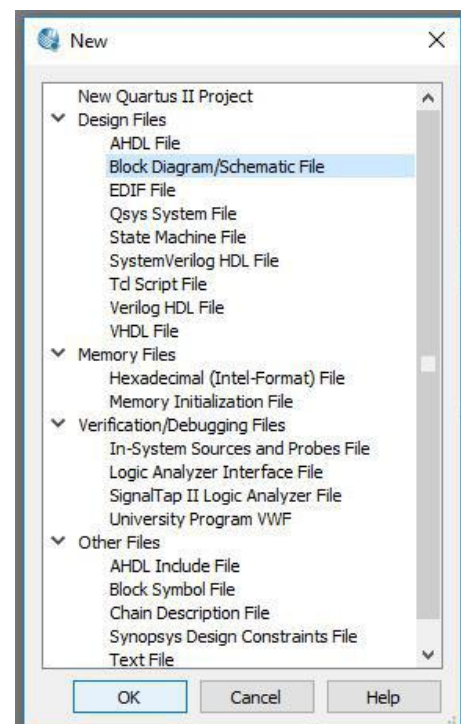 New
New Quartus II Project
Design Files
AHDL File
Block Diagram/Schematic File
EDIF File
Qsys System File
State Machine File
SystemVerilog HDL File
Tcl Script File
Verilog HDL File
VHDL File
Memory Files
Hexadecimal (Intel-Format) File
Memory Initialization File
Verification/Debugging Files
In-System Sources and Probes File
Logic Analyzer Interface File
SignalTap II Logic Analyzer File
University Program VWF
Other Files
AHDL Include File
Block Symbol File
Chain Description File
Synopsys Design Constraints File
Text File
OK Cancel Help